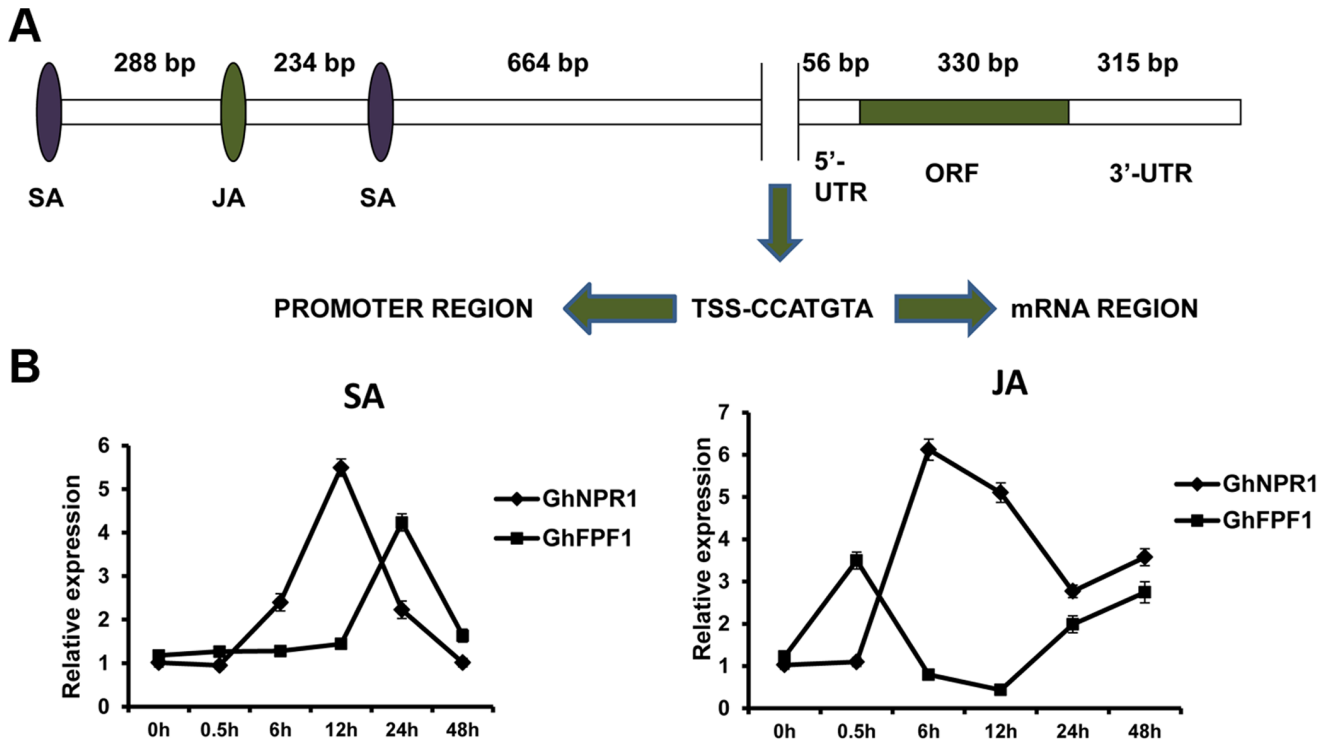 A
288 bp 234 bp 664 bp 56 bp 330 bp 315 bp
SA JA SA
5’-
UTR
ORF 3’-UTR
PROMOTER REGION TSS-CCATGTA mRNA REGION
B
SA
Relative expression
6
5
4
3
2
1
0
0h 0.5h 6h 12h 24h 48h
GhNPR1
GhFPF1
JA
Relative expression
7
6
5
4
3
2
1
0
0h 0.5h 6h 12h 24h 48h
GhNPR1
GhFPF1